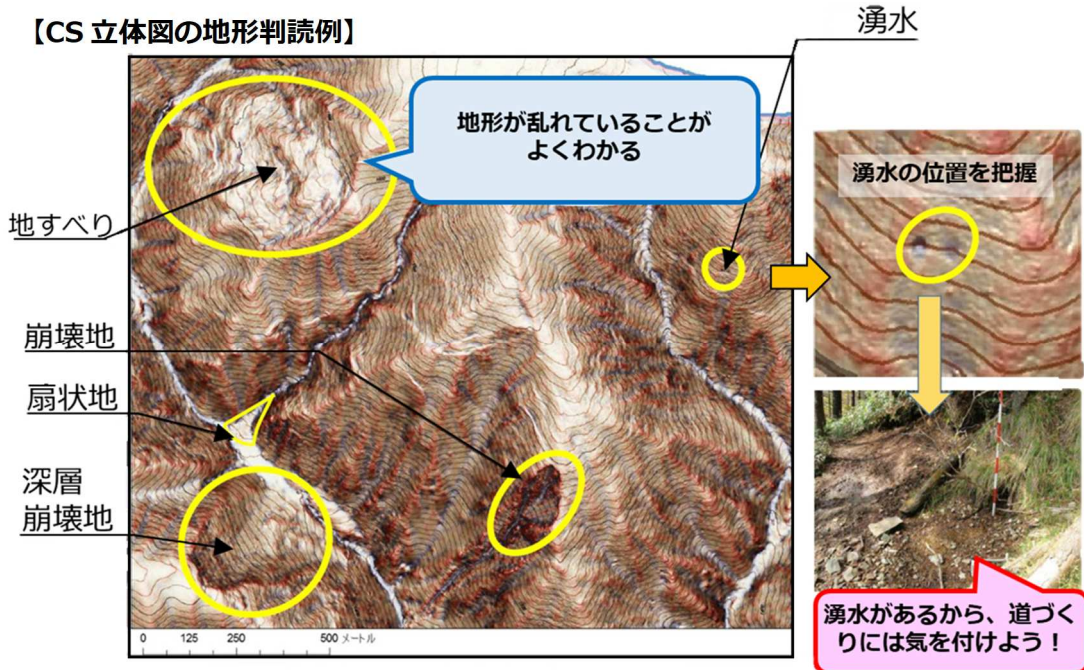 【CS 立体図の地形判読例】
湧水
地形が乱れていることが
よくわかる
湧水の位置を把握
地すべり
崩壊地
扇状地
深層
崩壊地
0 125 250 500 メートル
湧水があるから、道づく
りには気を付けよう！